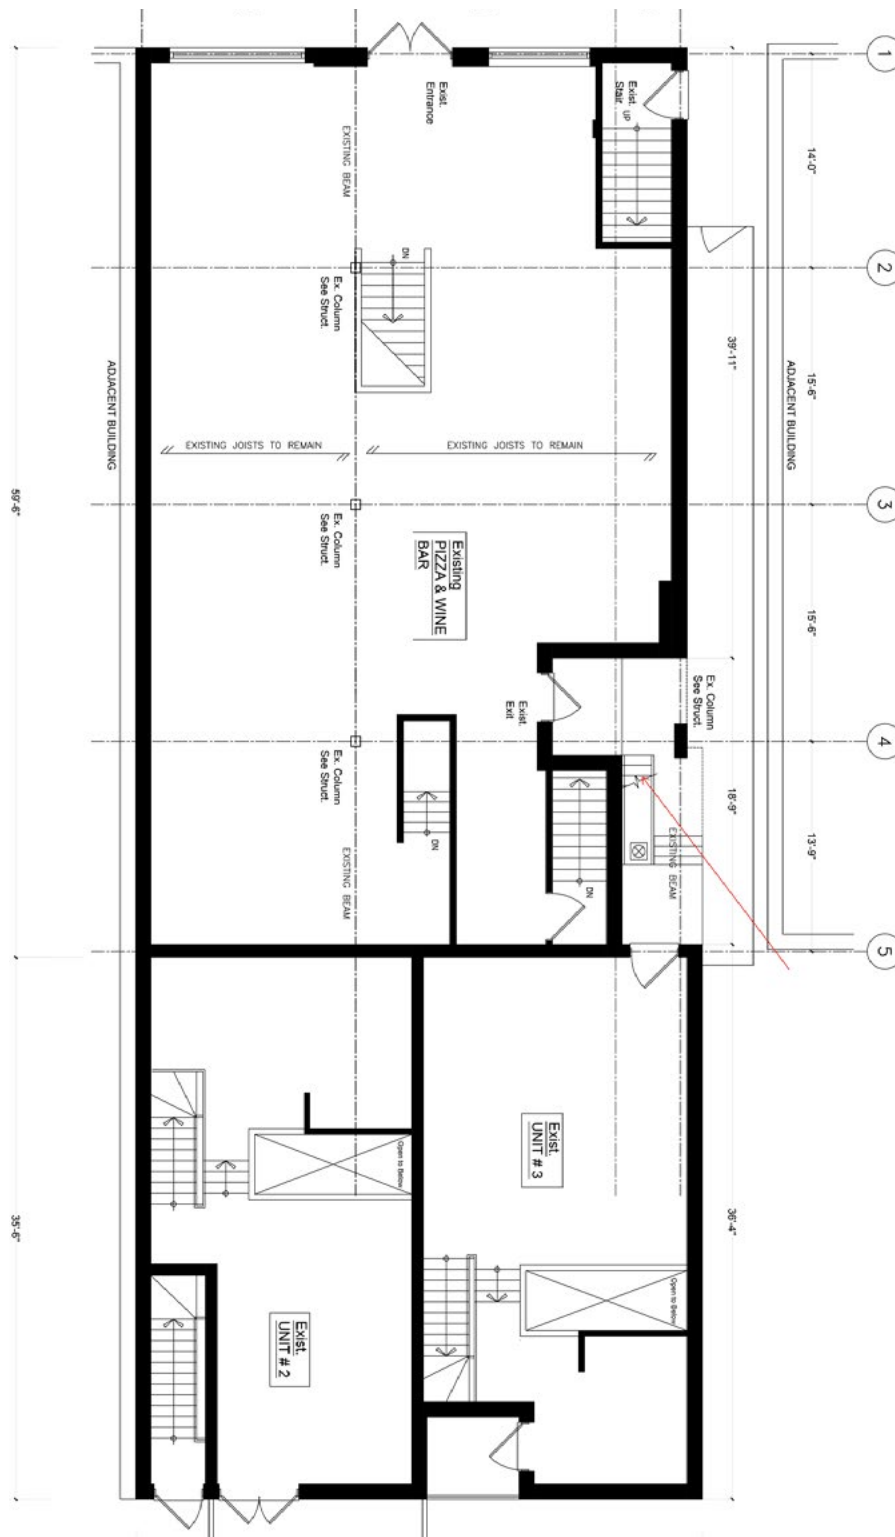 1
Exist.
Entrance
Exist.
Stair.
UP
EXISTING BEAM
14'-0"
DN
2
Ex. Column
See Struct.
39'-11"
ADJACENT BUILDING
ADJACENT BUILDING
15'-6"
EXISTING JOISTS TO REMAIN
EXISTING JOISTS TO REMAIN
59'-6"
3
Ex. Column
See Struct.
Existing
PIZZA & WINE
BAR
15'-6"
Exist.
Exit
Ex. Column
See Struct.
4
Ex. Column
See Struct.
DN
18'-9"
EXISTING BEAM
EXISTING BEAM
13'-9"
DN
5
Exist.
UNIT # 3
Open to Below
36'-4"
35'-6"
Open to Below
Exist.
UNIT # 2